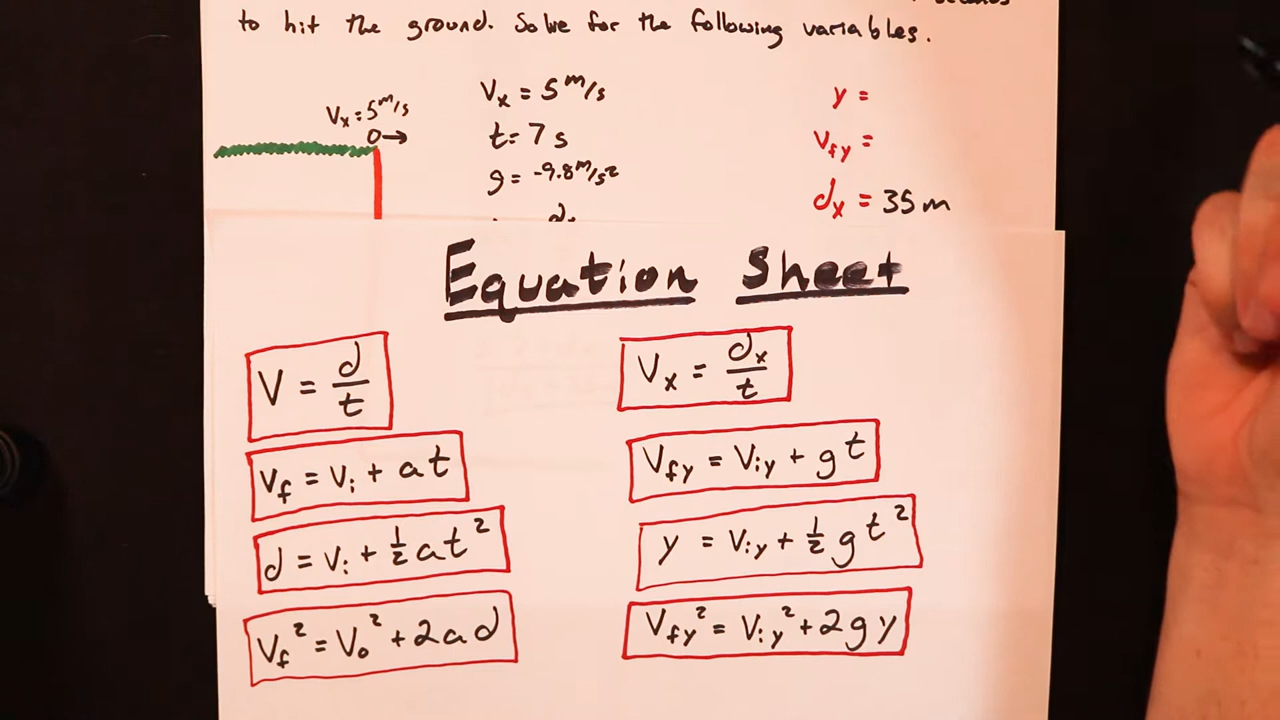 to hit the ground. Solve for the following variables.
Vx = 5 m/s
Vx = 5 m/s
t = 7 s
g = -9.8 m/s²
y =
Vfy =
dx = 35 m
Equation Sheet
V = d/t
Vf = Vi + at
d = Vi + ½at²
Vf² = Vo² + 2ad
Vx = dx/t
Vfy = Viy + gt
y = Viy + ½gt²
Vfy² = Viy² + 2gy